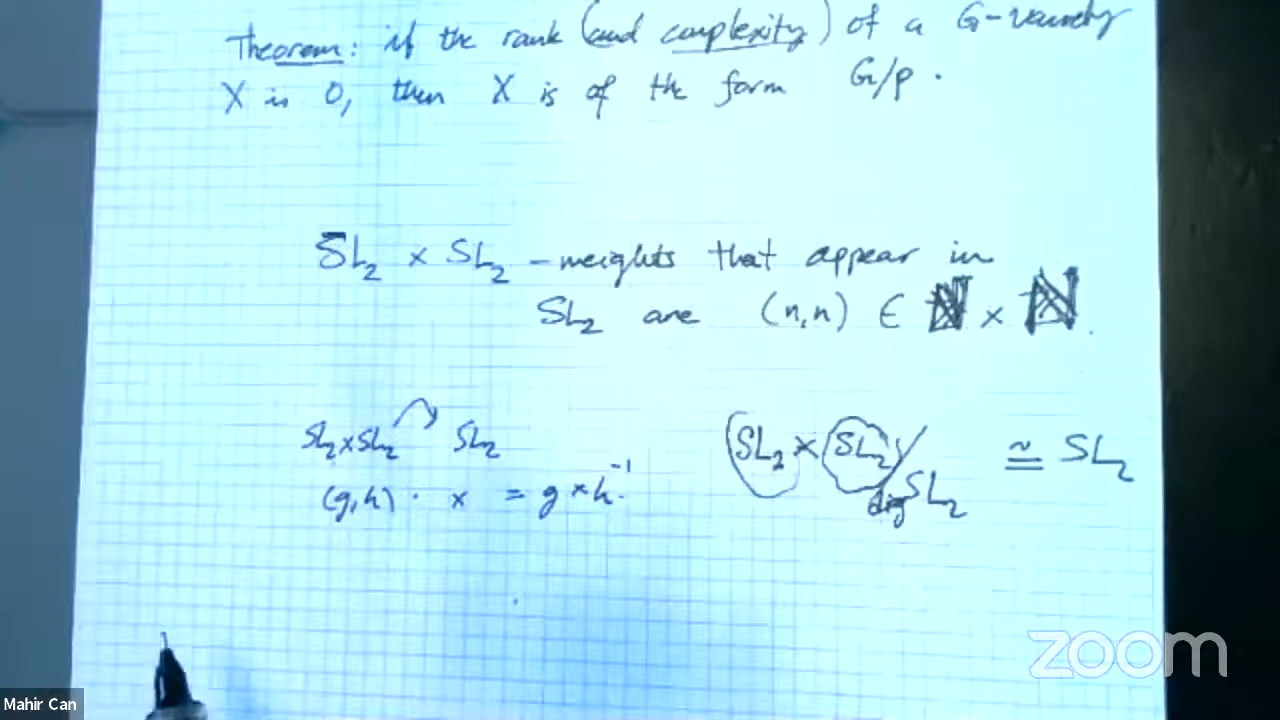 Theorem: if the rank (and complexity) of a G-variety
X is 0, then X is of the form G/P.
SL₂ × SL₂ - weights that appear in
SL₂ are (n,n) ∈ ℕ × ℕ.
SL₂×SL₂ ↷ SL₂
(g,h) · x = g x h⁻¹.
SL₂ × SL₂ / diag SL₂ ≅ SL₂
zoom
Mahir Can